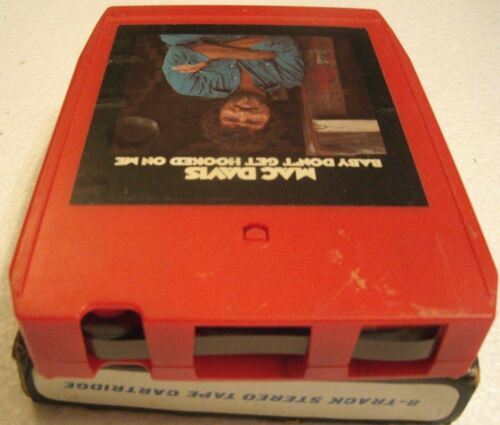 MAC DAVIS
BABY DON'T GET HOOKED ON ME
8-TRACK STEREO TAPE CARTRIDGE